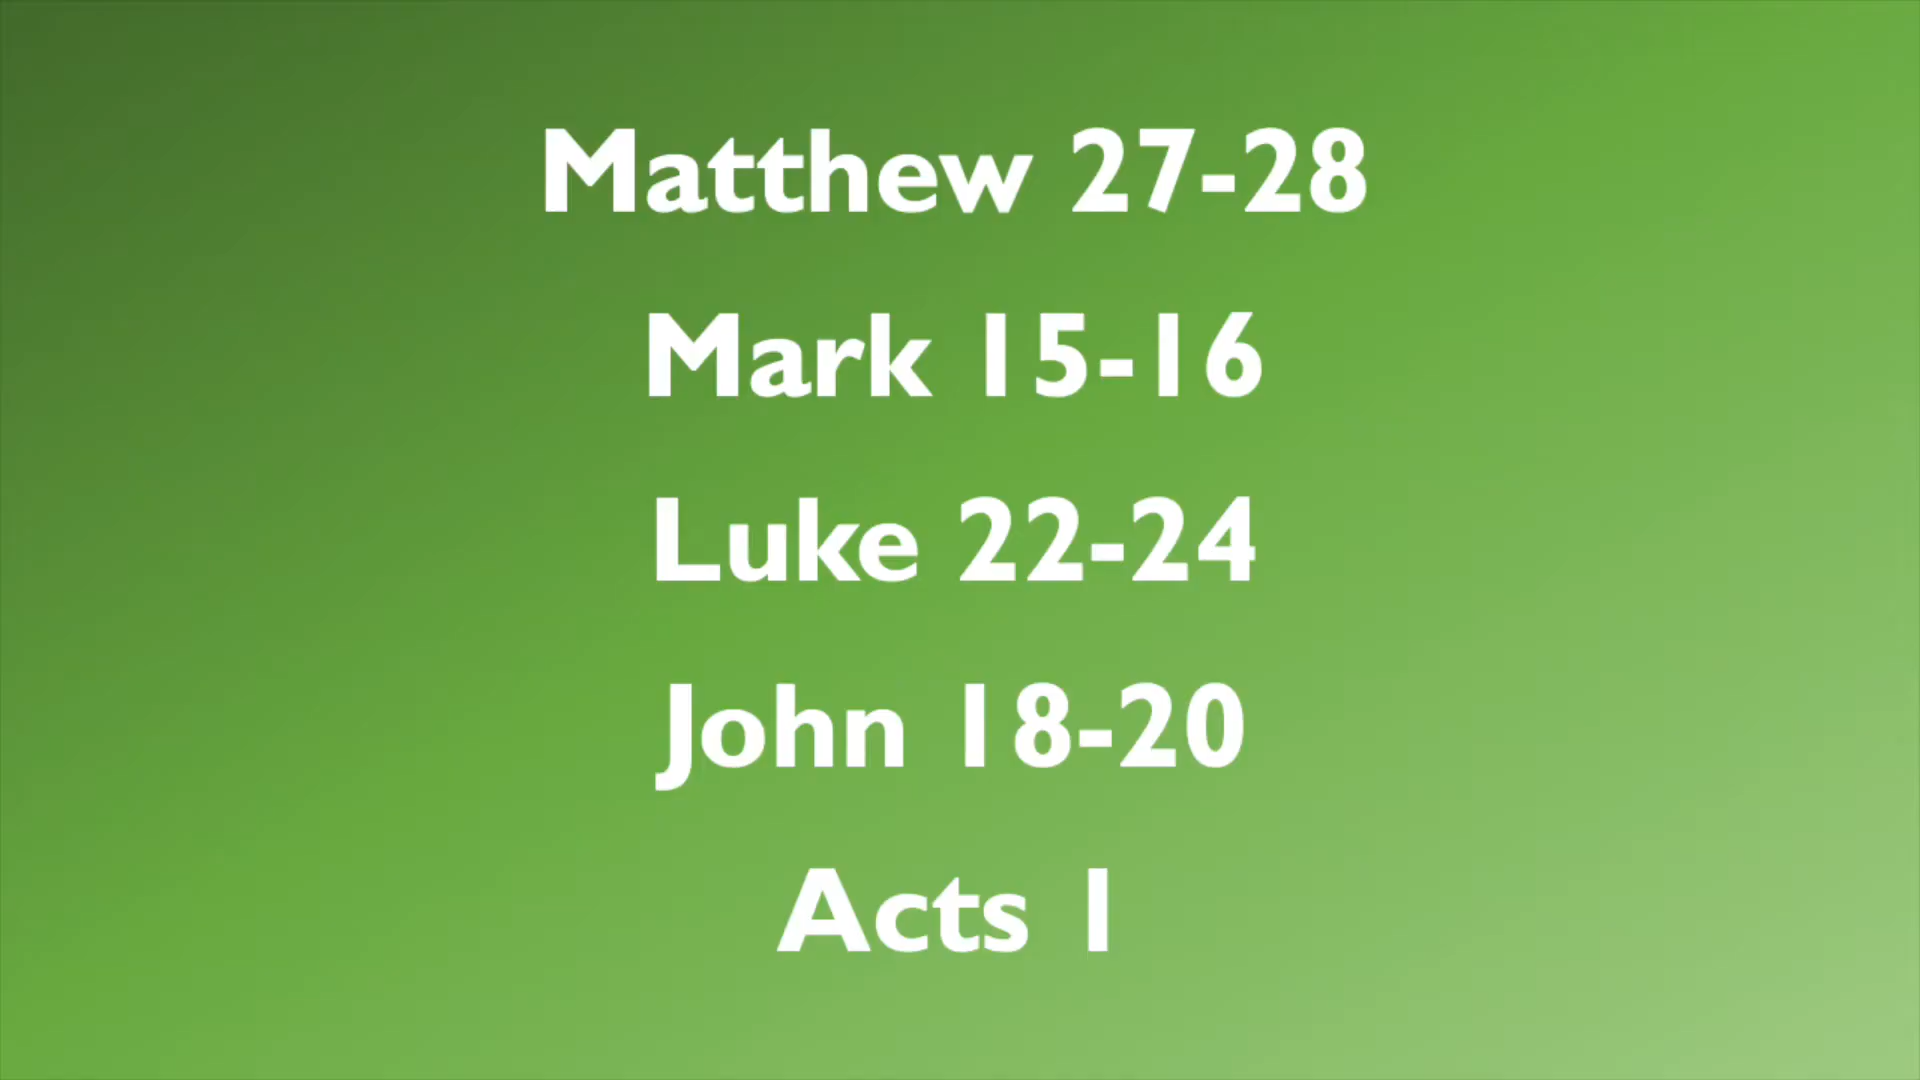 Matthew 27-28
Mark 15-16
Luke 22-24
John 18-20
Acts 1